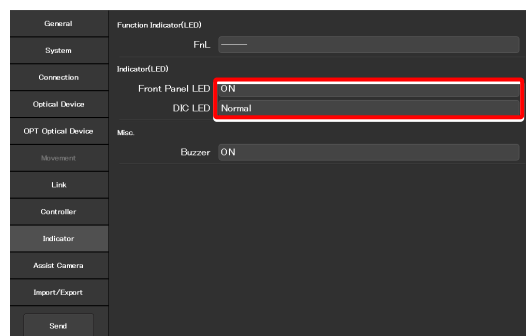 General
System
Connection
Optical Device
OPT Optical Device
Movement
Link
Controller
Indicator
Assist Camera
Import/Export
Send
Function Indicator(LED)
FnL ———
Indicator(LED)
Front Panel LED ON
DIC LED Normal
Misc.
Buzzer ON